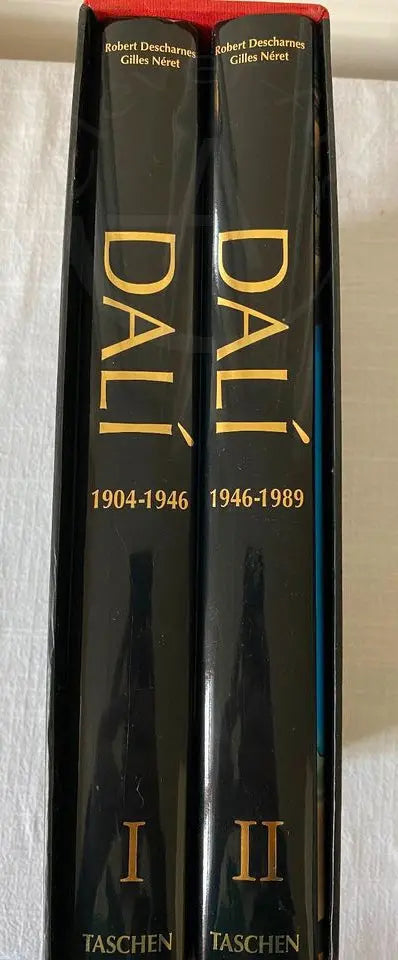 Robert Descharnes
Gilles Néret
DALÍ
1904-1946
I
TASCHEN
Robert Descharnes
Gilles Néret
DALÍ
1946-1989
II
TASCHEN